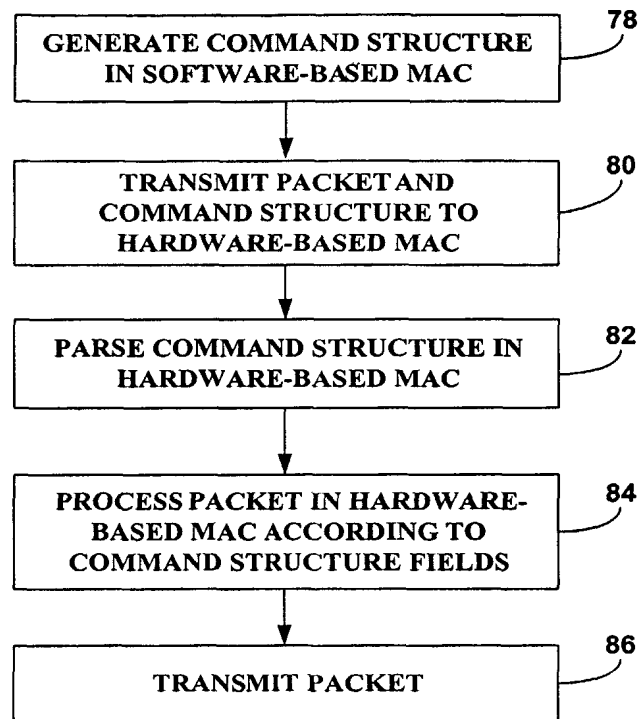 78
GENERATE COMMAND STRUCTURE
IN SOFTWARE-BASED MAC
80
TRANSMIT PACKET AND
COMMAND STRUCTURE TO
HARDWARE-BASED MAC
82
PARSE COMMAND STRUCTURE IN
HARDWARE-BASED MAC
84
PROCESS PACKET IN HARDWARE-
BASED MAC ACCORDING TO
COMMAND STRUCTURE FIELDS
86
TRANSMIT PACKET